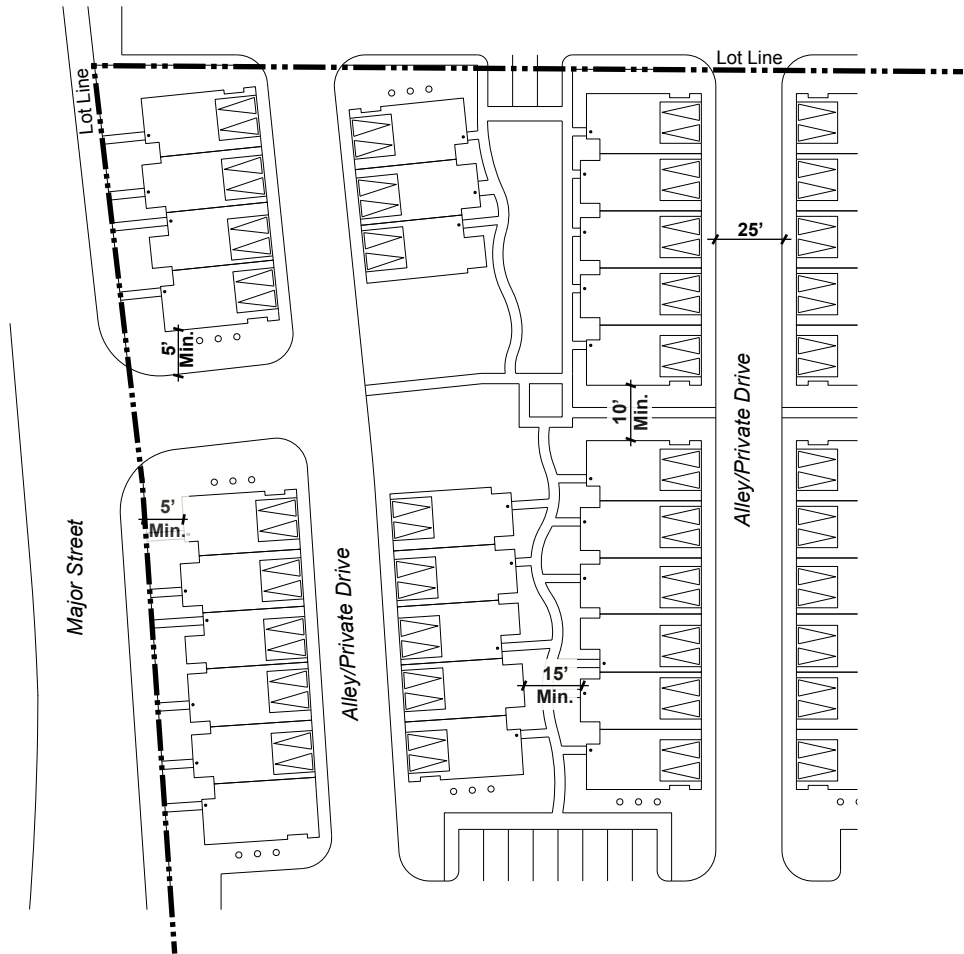 Lot Line
Lot Line
25’
5’
Min.
10’
Min.
Alley/Private Drive
5’
Min.
Major Street
Alley/Private Drive
15’
Min.